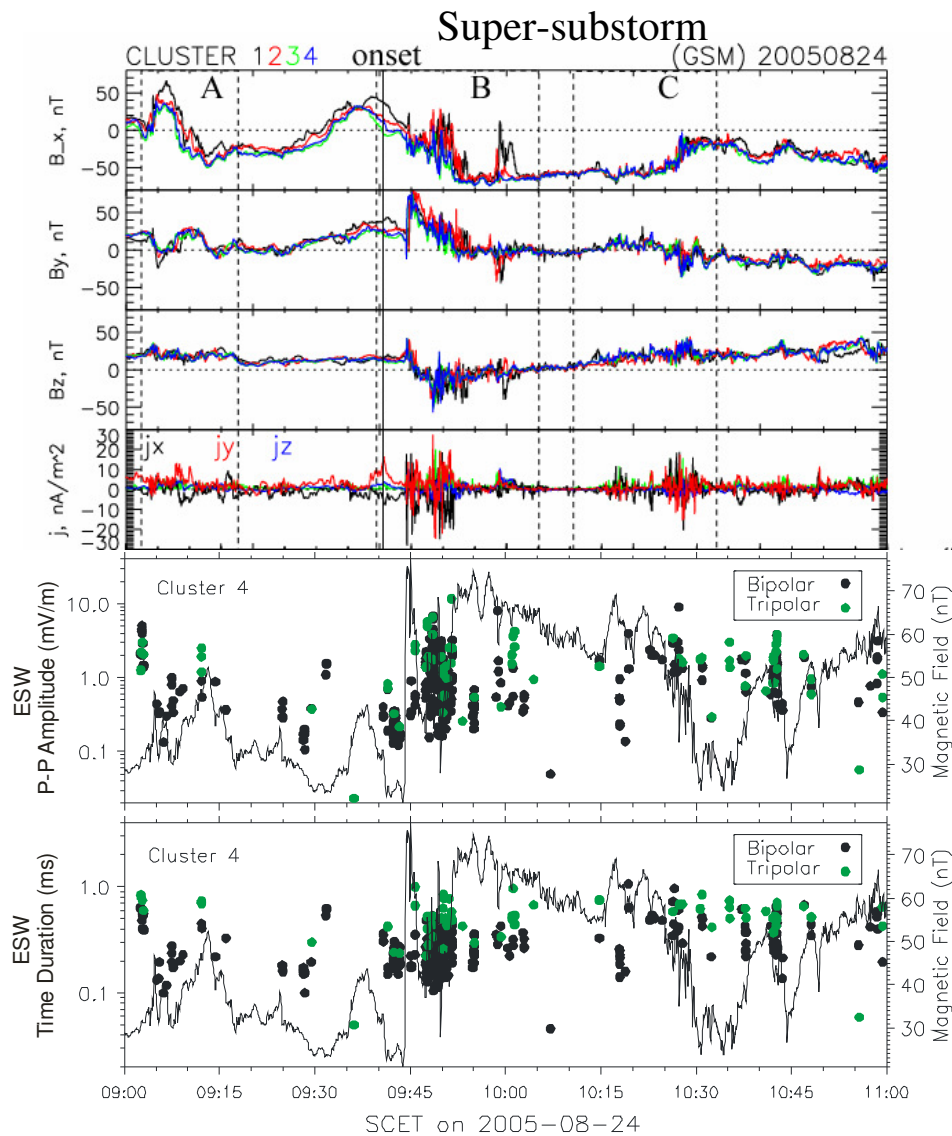 Super-substorm
CLUSTER 1234 onset (GSM) 20050824
A B C
B_x, nT
50
0
-50
By, nT
50
0
-50
Bz, nT
50
0
-50
jx jy jz
j, nA/m^2
30
20
10
0
-10
-20
-30
Cluster 4
Bipolar
Tripolar
ESW
P-P Amplitude (mV/m)
10.0
1.0
0.1
70
60
50
40
30
Magnetic Field (nT)
Cluster 4
Bipolar
Tripolar
ESW
Time Duration (ms)
1.0
0.1
70
60
50
40
30
Magnetic Field (nT)
09:00 09:15 09:30 09:45 10:00 10:15 10:30 10:45 11:00
SCET on 2005-08-24